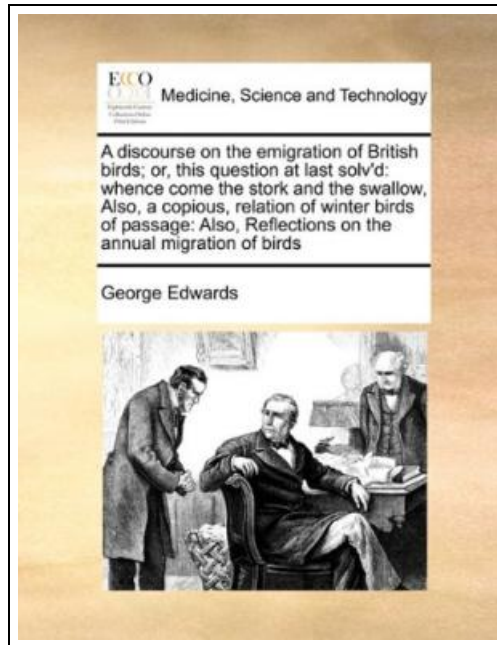 ECCO
Medicine, Science and Technology
A discourse on the emigration of British
birds; or, this question at last solv'd:
whence come the stork and the swallow,
Also, a copious, relation of winter birds
of passage: Also, Reflections on the
annual migration of birds
George Edwards